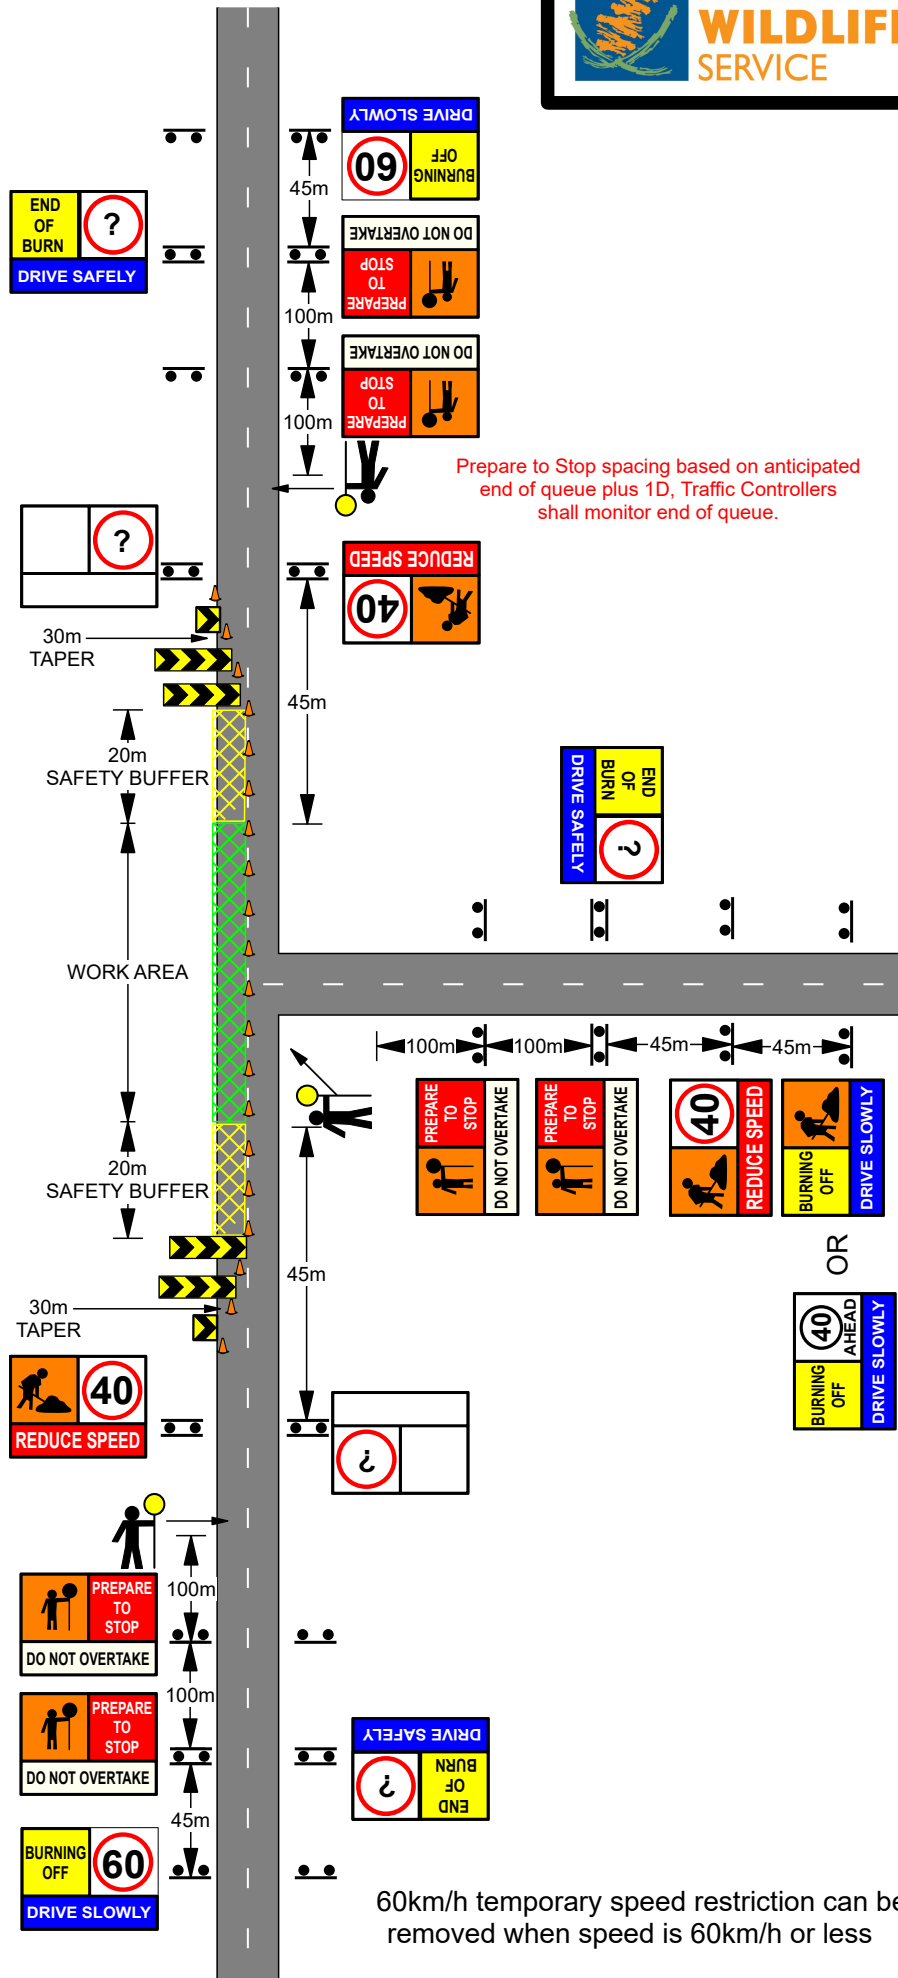 WILDLIFE
SERVICE
DRIVE SLOWLY
60
BURNING
OFF
45m
END
OF
BURN
?
DRIVE SAFELY
DO NOT OVERTAKE
PREPARE
TO
STOP
100m
DO NOT OVERTAKE
PREPARE
TO
STOP
100m
Prepare to Stop spacing based on anticipated
end of queue plus 1D, Traffic Controllers
shall monitor end of queue.
?
REDUCE SPEED
40
30m
TAPER
45m
20m
SAFETY BUFFER
END
OF
BURN
?
DRIVE SAFELY
WORK AREA
100m
100m
45m
45m
PREPARE
TO
STOP
DO NOT OVERTAKE
PREPARE
TO
STOP
DO NOT OVERTAKE
40
REDUCE SPEED
BURNING
OFF
DRIVE SLOWLY
20m
SAFETY BUFFER
OR
45m
30m
TAPER
40
AHEAD
BURNING
OFF
DRIVE SLOWLY
40
REDUCE SPEED
?
100m
PREPARE
TO
STOP
DO NOT OVERTAKE
100m
PREPARE
TO
STOP
DO NOT OVERTAKE
DRIVE SAFELY
?
END
OF
BURN
45m
BURNING
OFF
60
DRIVE SLOWLY
60km/h temporary speed restriction can be
removed when speed is 60km/h or less